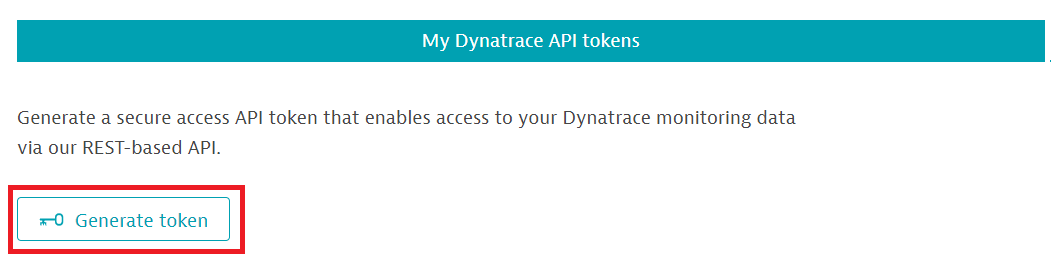 My Dynatrace API tokens
Generate a secure access API token that enables access to your Dynatrace monitoring data
via our REST-based API.
Generate token